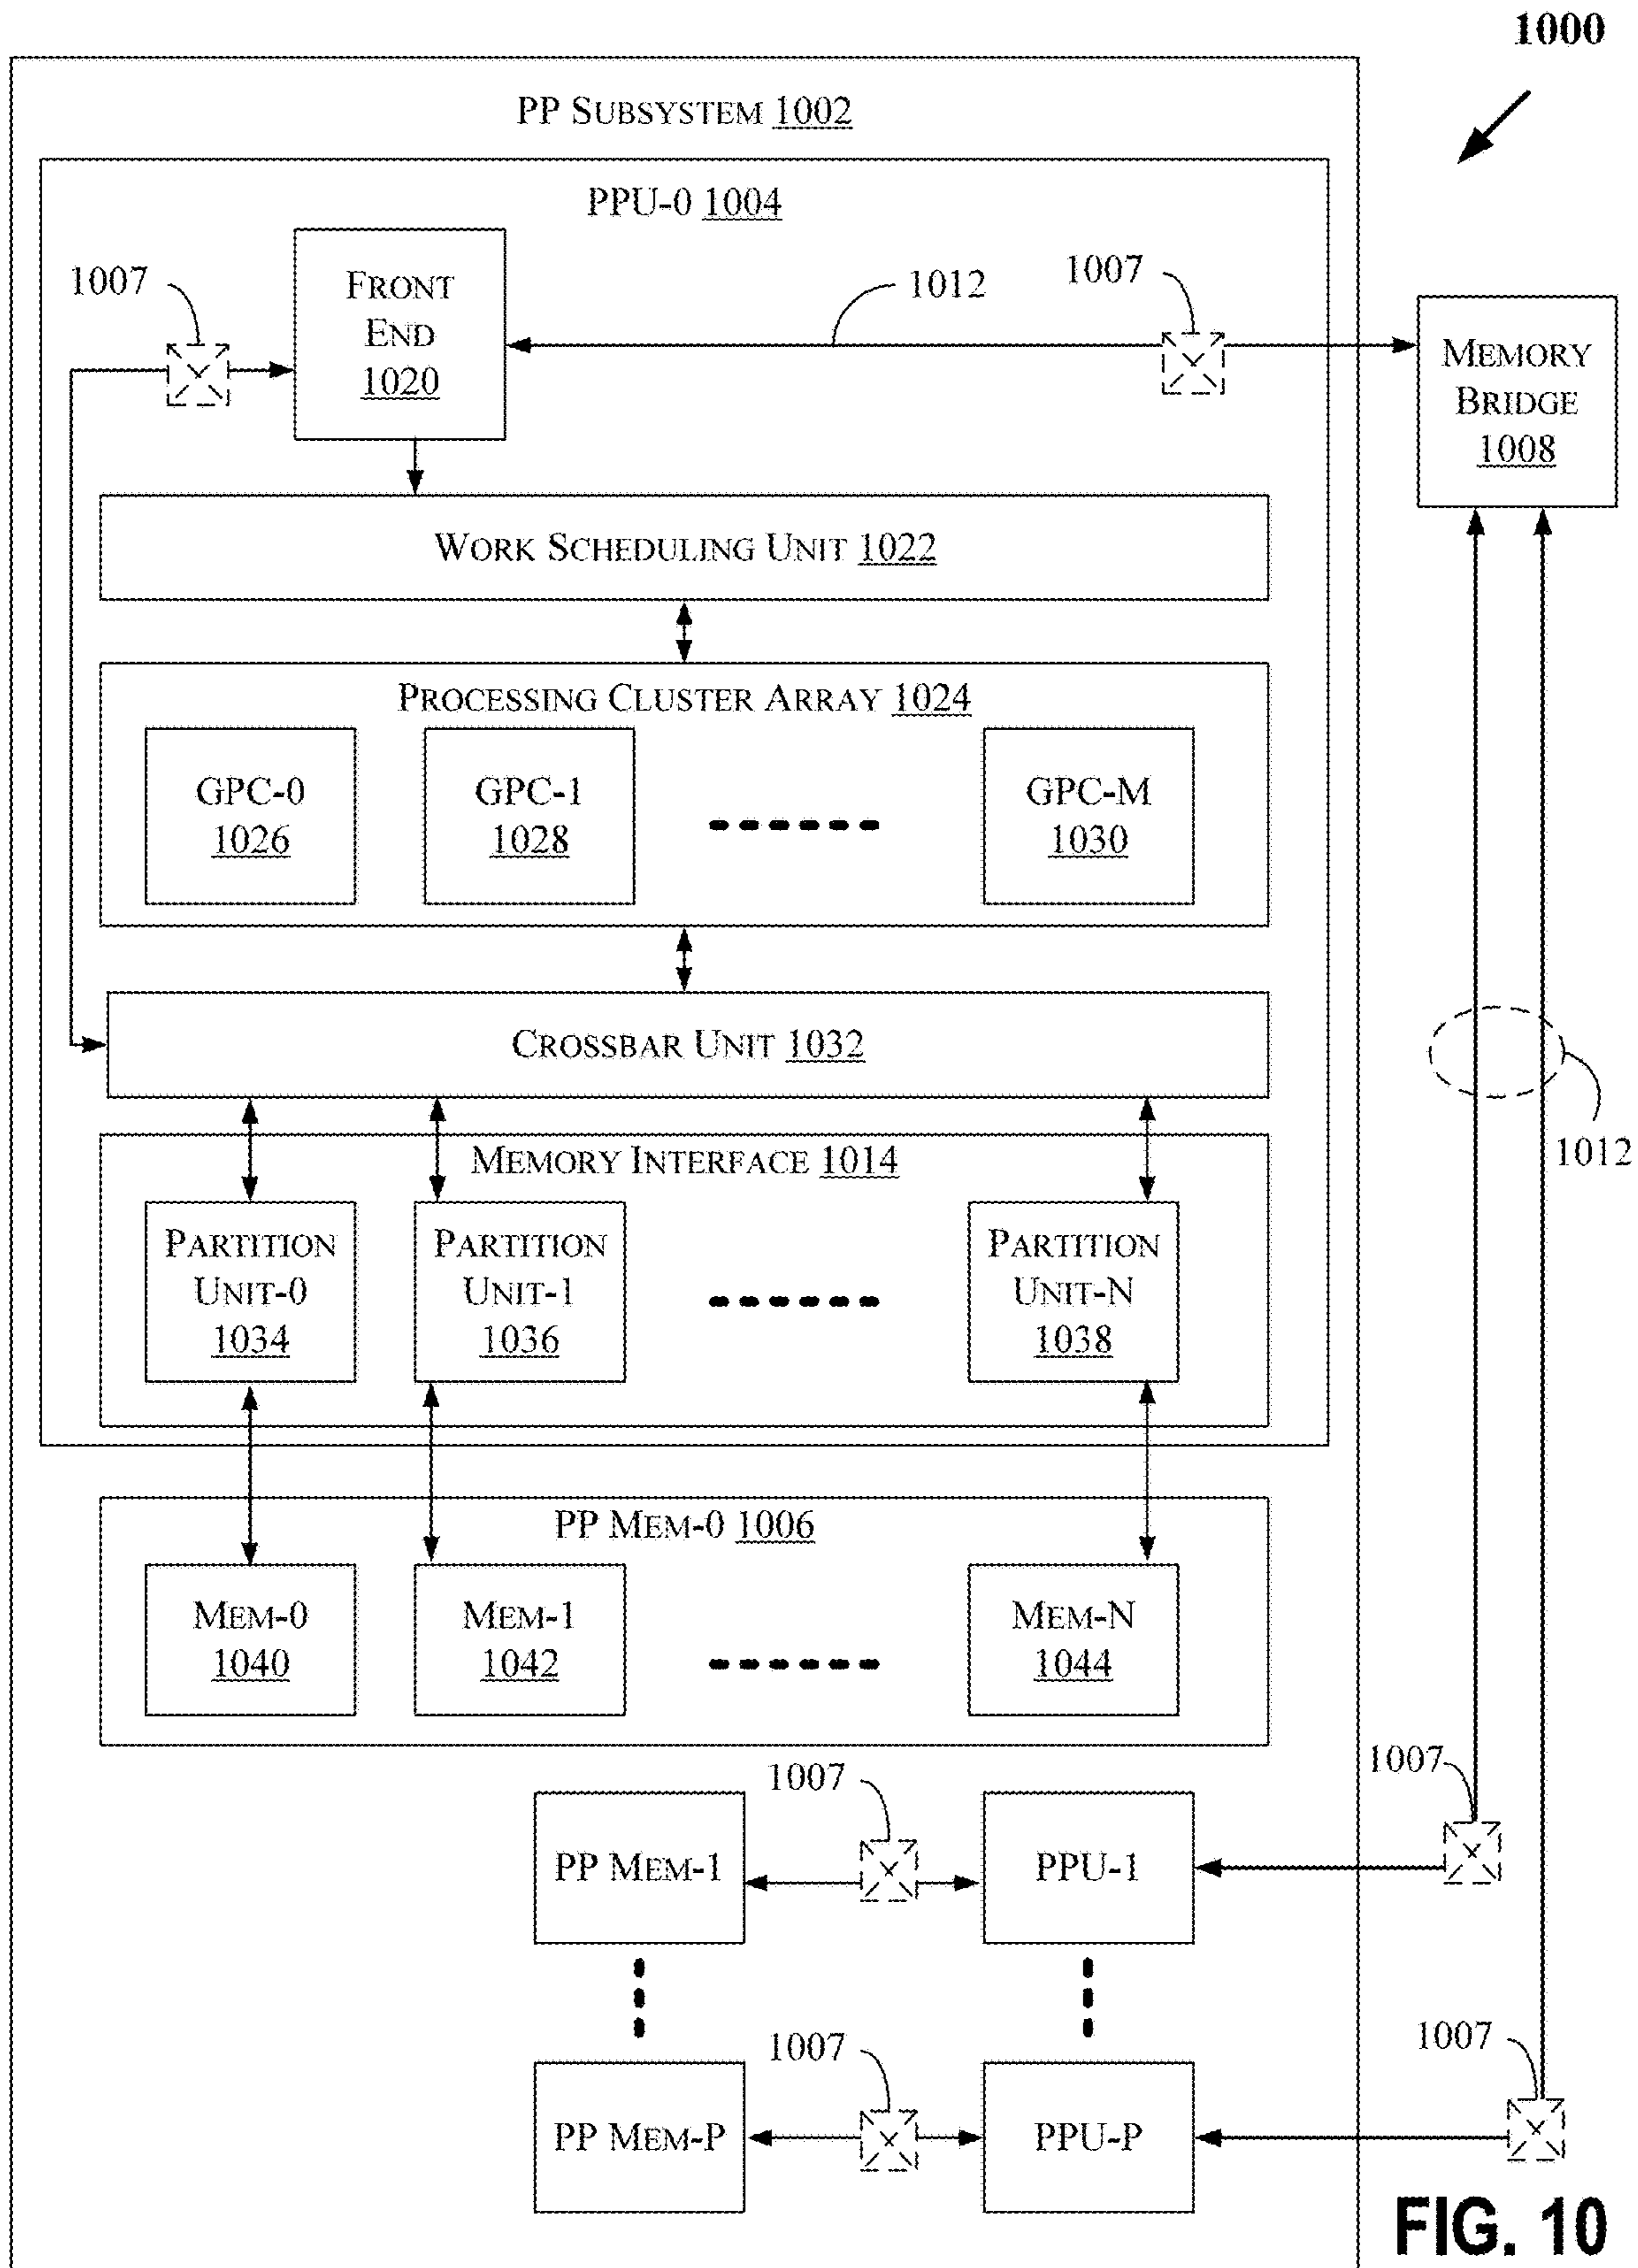 1000
PP SUBSYSTEM 1002
PPU-0 1004
1007
FRONT
END
1020
1012
1007
MEMORY
BRIDGE
1008
WORK SCHEDULING UNIT 1022
PROCESSING CLUSTER ARRAY 1024
GPC-0
1026
GPC-1
1028
GPC-M
1030
CROSSBAR UNIT 1032
1012
MEMORY INTERFACE 1014
PARTITION
UNIT-0
1034
PARTITION
UNIT-1
1036
PARTITION
UNIT-N
1038
PP MEM-0 1006
MEM-0
1040
MEM-1
1042
MEM-N
1044
1007
1007
PP MEM-1
PPU-1
1007
1007
PP MEM-P
PPU-P
FIG. 10